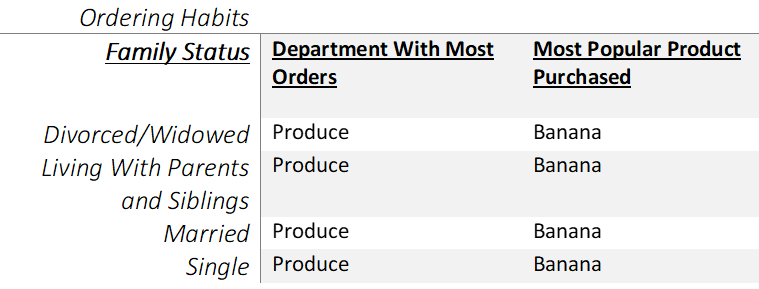 Ordering Habits
Family Status Department With Most Orders Most Popular Product Purchased
Divorced/Widowed Produce Banana
Living With Parents and Siblings Produce Banana
Married Produce Banana
Single Produce Banana